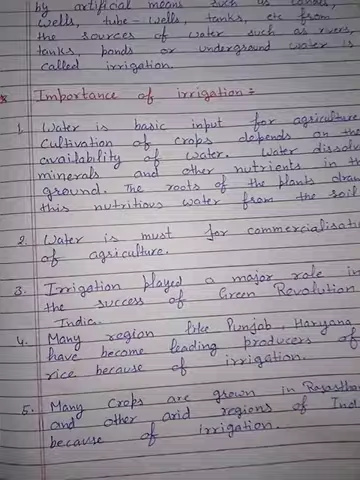 by artificial means such as canals,
wells, tube-wells, tanks, etc from
the sources of water such as rivers,
tanks, ponds or underground water is
called irrigation.
* Importance of irrigation :-
1. Water is basic input for agriculture
Cultivation of crops depends on the
availability of water. Water dissolv
minerals and other nutrients in th
ground. The roots of the plants draw
this nutritious water from the soil
2. Water is must for commercialisatio
of agriculture.
3. Irrigation played a major role in
the success of Green Revolution
India.
4. Many region like Punjab, Haryana,
have become leading producers of
rice because of irrigation.
5. Many crops are grown in Rajastha
and other arid regions of Ind
because of irrigation.